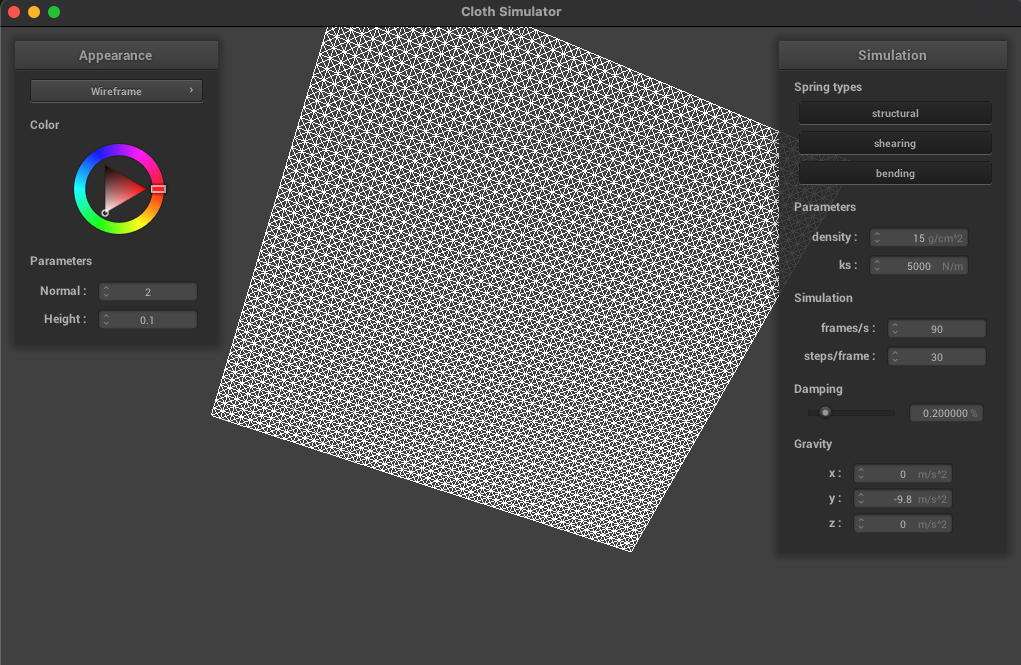 Cloth Simulator
Appearance
Wireframe
Color
Parameters
Normal : 2
Height : 0.1
Simulation
Spring types
structural
shearing
bending
Parameters
density : 15 g/cm^2
ks : 5000 N/m
Simulation
frames/s : 90
steps/frame : 30
Damping
0.200000 %
Gravity
x : 0 m/s^2
y : -9.8 m/s^2
z : 0 m/s^2